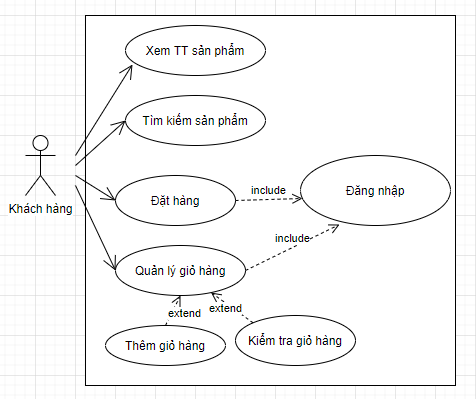 Xem TT sản phẩm
Tìm kiếm sản phẩm
Khách hàng
Đặt hàng
include
Đăng nhập
include
Quản lý giỏ hàng
extend
extend
Thêm giỏ hàng
Kiểm tra giỏ hàng